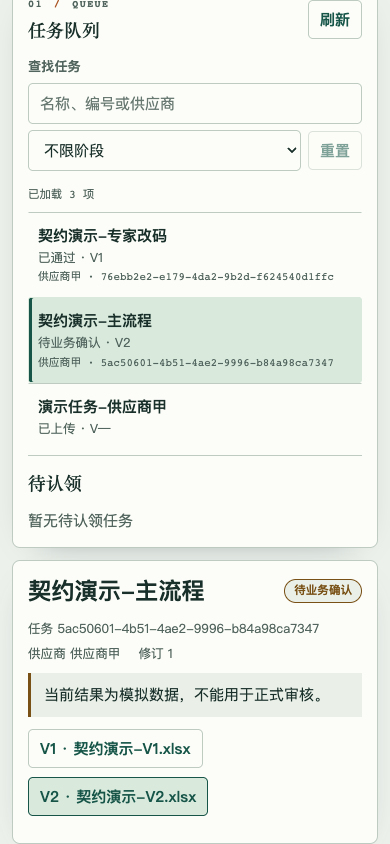 01 / QUEUE
任务队列
刷新
查找任务
名称、编号或供应商
不限阶段
重置
已加载 3 项
契约演示-专家改码
已通过 · V1
供应商甲 · 76ebb2e2-e179-4da2-9b2d-f624540d1ffc
契约演示-主流程
待业务确认 · V2
供应商甲 · 5ac50601-4b51-4ae2-9996-b84a98ca7347
演示任务-供应商甲
已上传 · V—
待认领
暂无待认领任务
契约演示-主流程
待业务确认
任务 5ac50601-4b51-4ae2-9996-b84a98ca7347
供应商 供应商甲 修订 1
当前结果为模拟数据，不能用于正式审核。
V1 · 契约演示-V1.xlsx
V2 · 契约演示-V2.xlsx